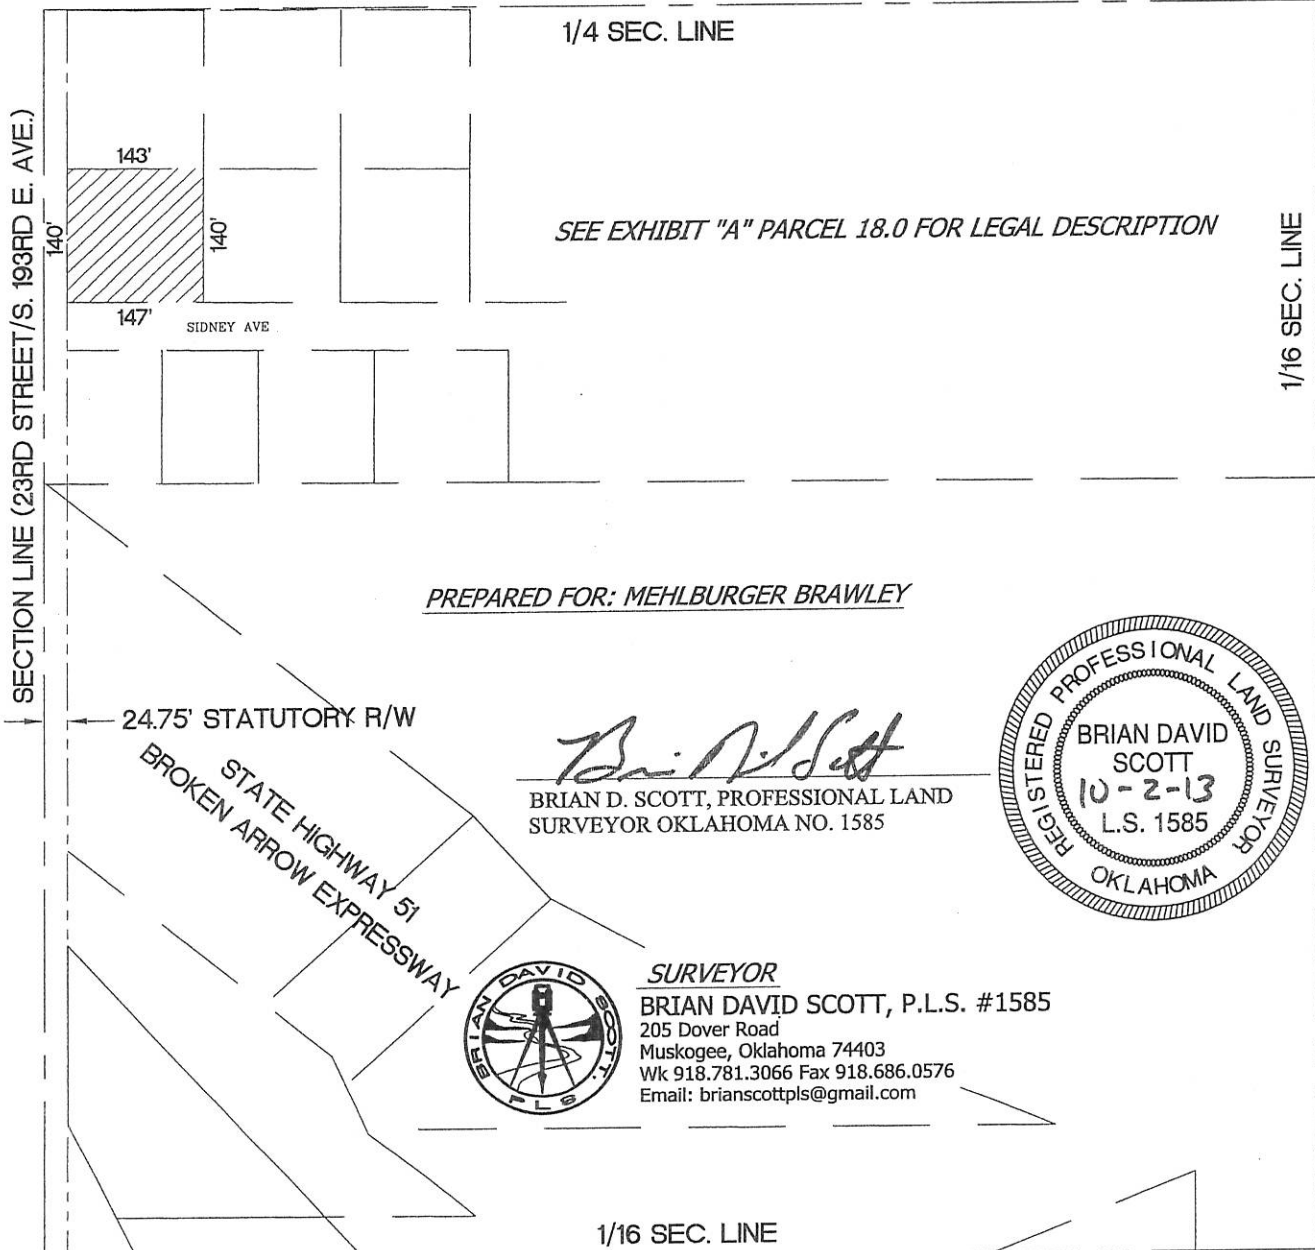 1/4 SEC. LINE
SECTION LINE (23RD STREET/S. 193RD E. AVE.)
143'
140'
140'
147'
SIDNEY AVE
SEE EXHIBIT "A" PARCEL 18.0 FOR LEGAL DESCRIPTION
1/16 SEC. LINE
PREPARED FOR: MEHLBURGER BRAWLEY
24.75' STATUTORY R/W
STATE HIGHWAY 51
BROKEN ARROW EXPRESSWAY
BRIAN D. SCOTT, PROFESSIONAL LAND
SURVEYOR OKLAHOMA NO. 1585
REGISTERED PROFESSIONAL LAND SURVEYOR
BRIAN DAVID
SCOTT
10-2-13
L.S. 1585
OKLAHOMA
BRIAN DAVID SCOTT,
PLS
SURVEYOR
BRIAN DAVID SCOTT, P.L.S. #1585
205 Dover Road
Muskogee, Oklahoma 74403
Wk 918.781.3066 Fax 918.686.0576
Email: brianscottpls@gmail.com
1/16 SEC. LINE